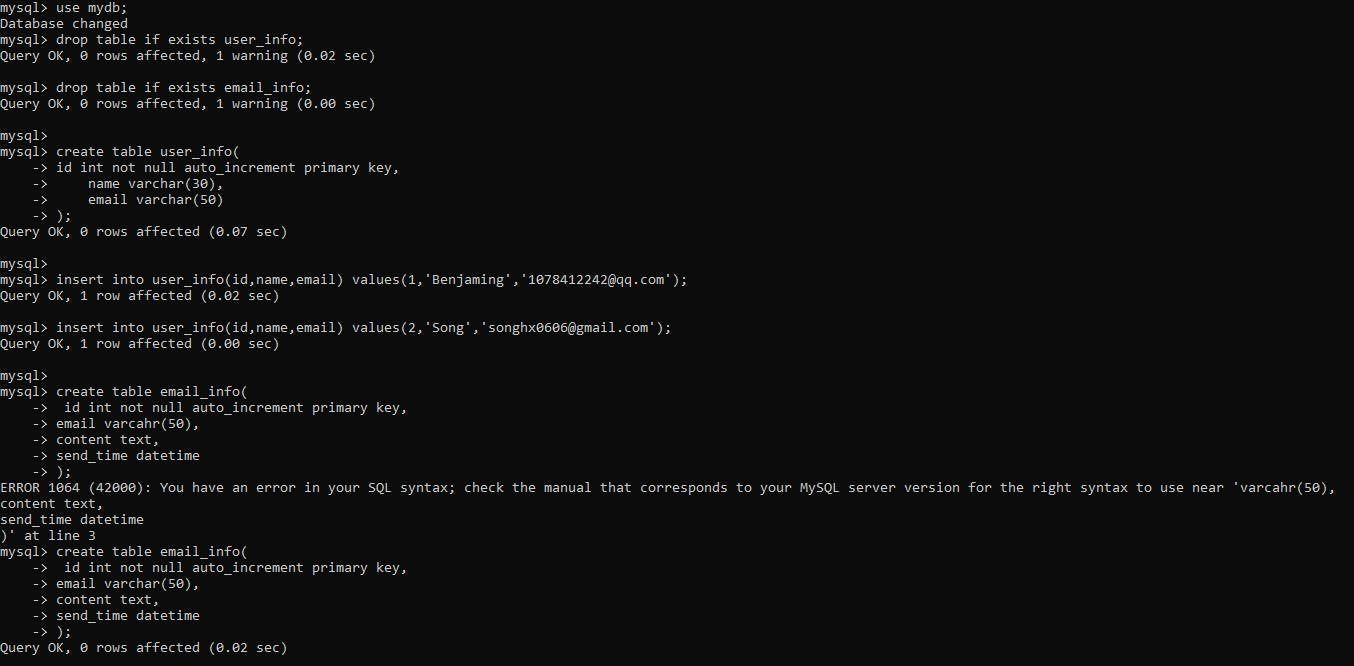 mysql> use mydb;
Database changed
mysql> drop table if exists user_info;
Query OK, 0 rows affected, 1 warning (0.02 sec)
mysql> drop table if exists email_info;
Query OK, 0 rows affected, 1 warning (0.00 sec)
mysql>
mysql> create table user_info(
    -> id int not null auto_increment primary key,
    ->     name varchar(30),
    ->     email varchar(50)
    -> );
Query OK, 0 rows affected (0.07 sec)
mysql>
mysql> insert into user_info(id,name,email) values(1,'Benjaming','1078412242@qq.com');
Query OK, 1 row affected (0.02 sec)
mysql> insert into user_info(id,name,email) values(2,'Song','songhx0606@gmail.com');
Query OK, 1 row affected (0.00 sec)
mysql>
mysql> create table email_info(
    ->  id int not null auto_increment primary key,
    -> email varcahr(50),
    -> content text,
    -> send_time datetime
    -> );
ERROR 1064 (42000): You have an error in your SQL syntax; check the manual that corresponds to your MySQL server version for the right syntax to use near 'varcahr(50),
content text,
send_time datetime
)' at line 3
mysql> create table email_info(
    ->  id int not null auto_increment primary key,
    -> email varchar(50),
    -> content text,
    -> send_time datetime
    -> );
Query OK, 0 rows affected (0.02 sec)